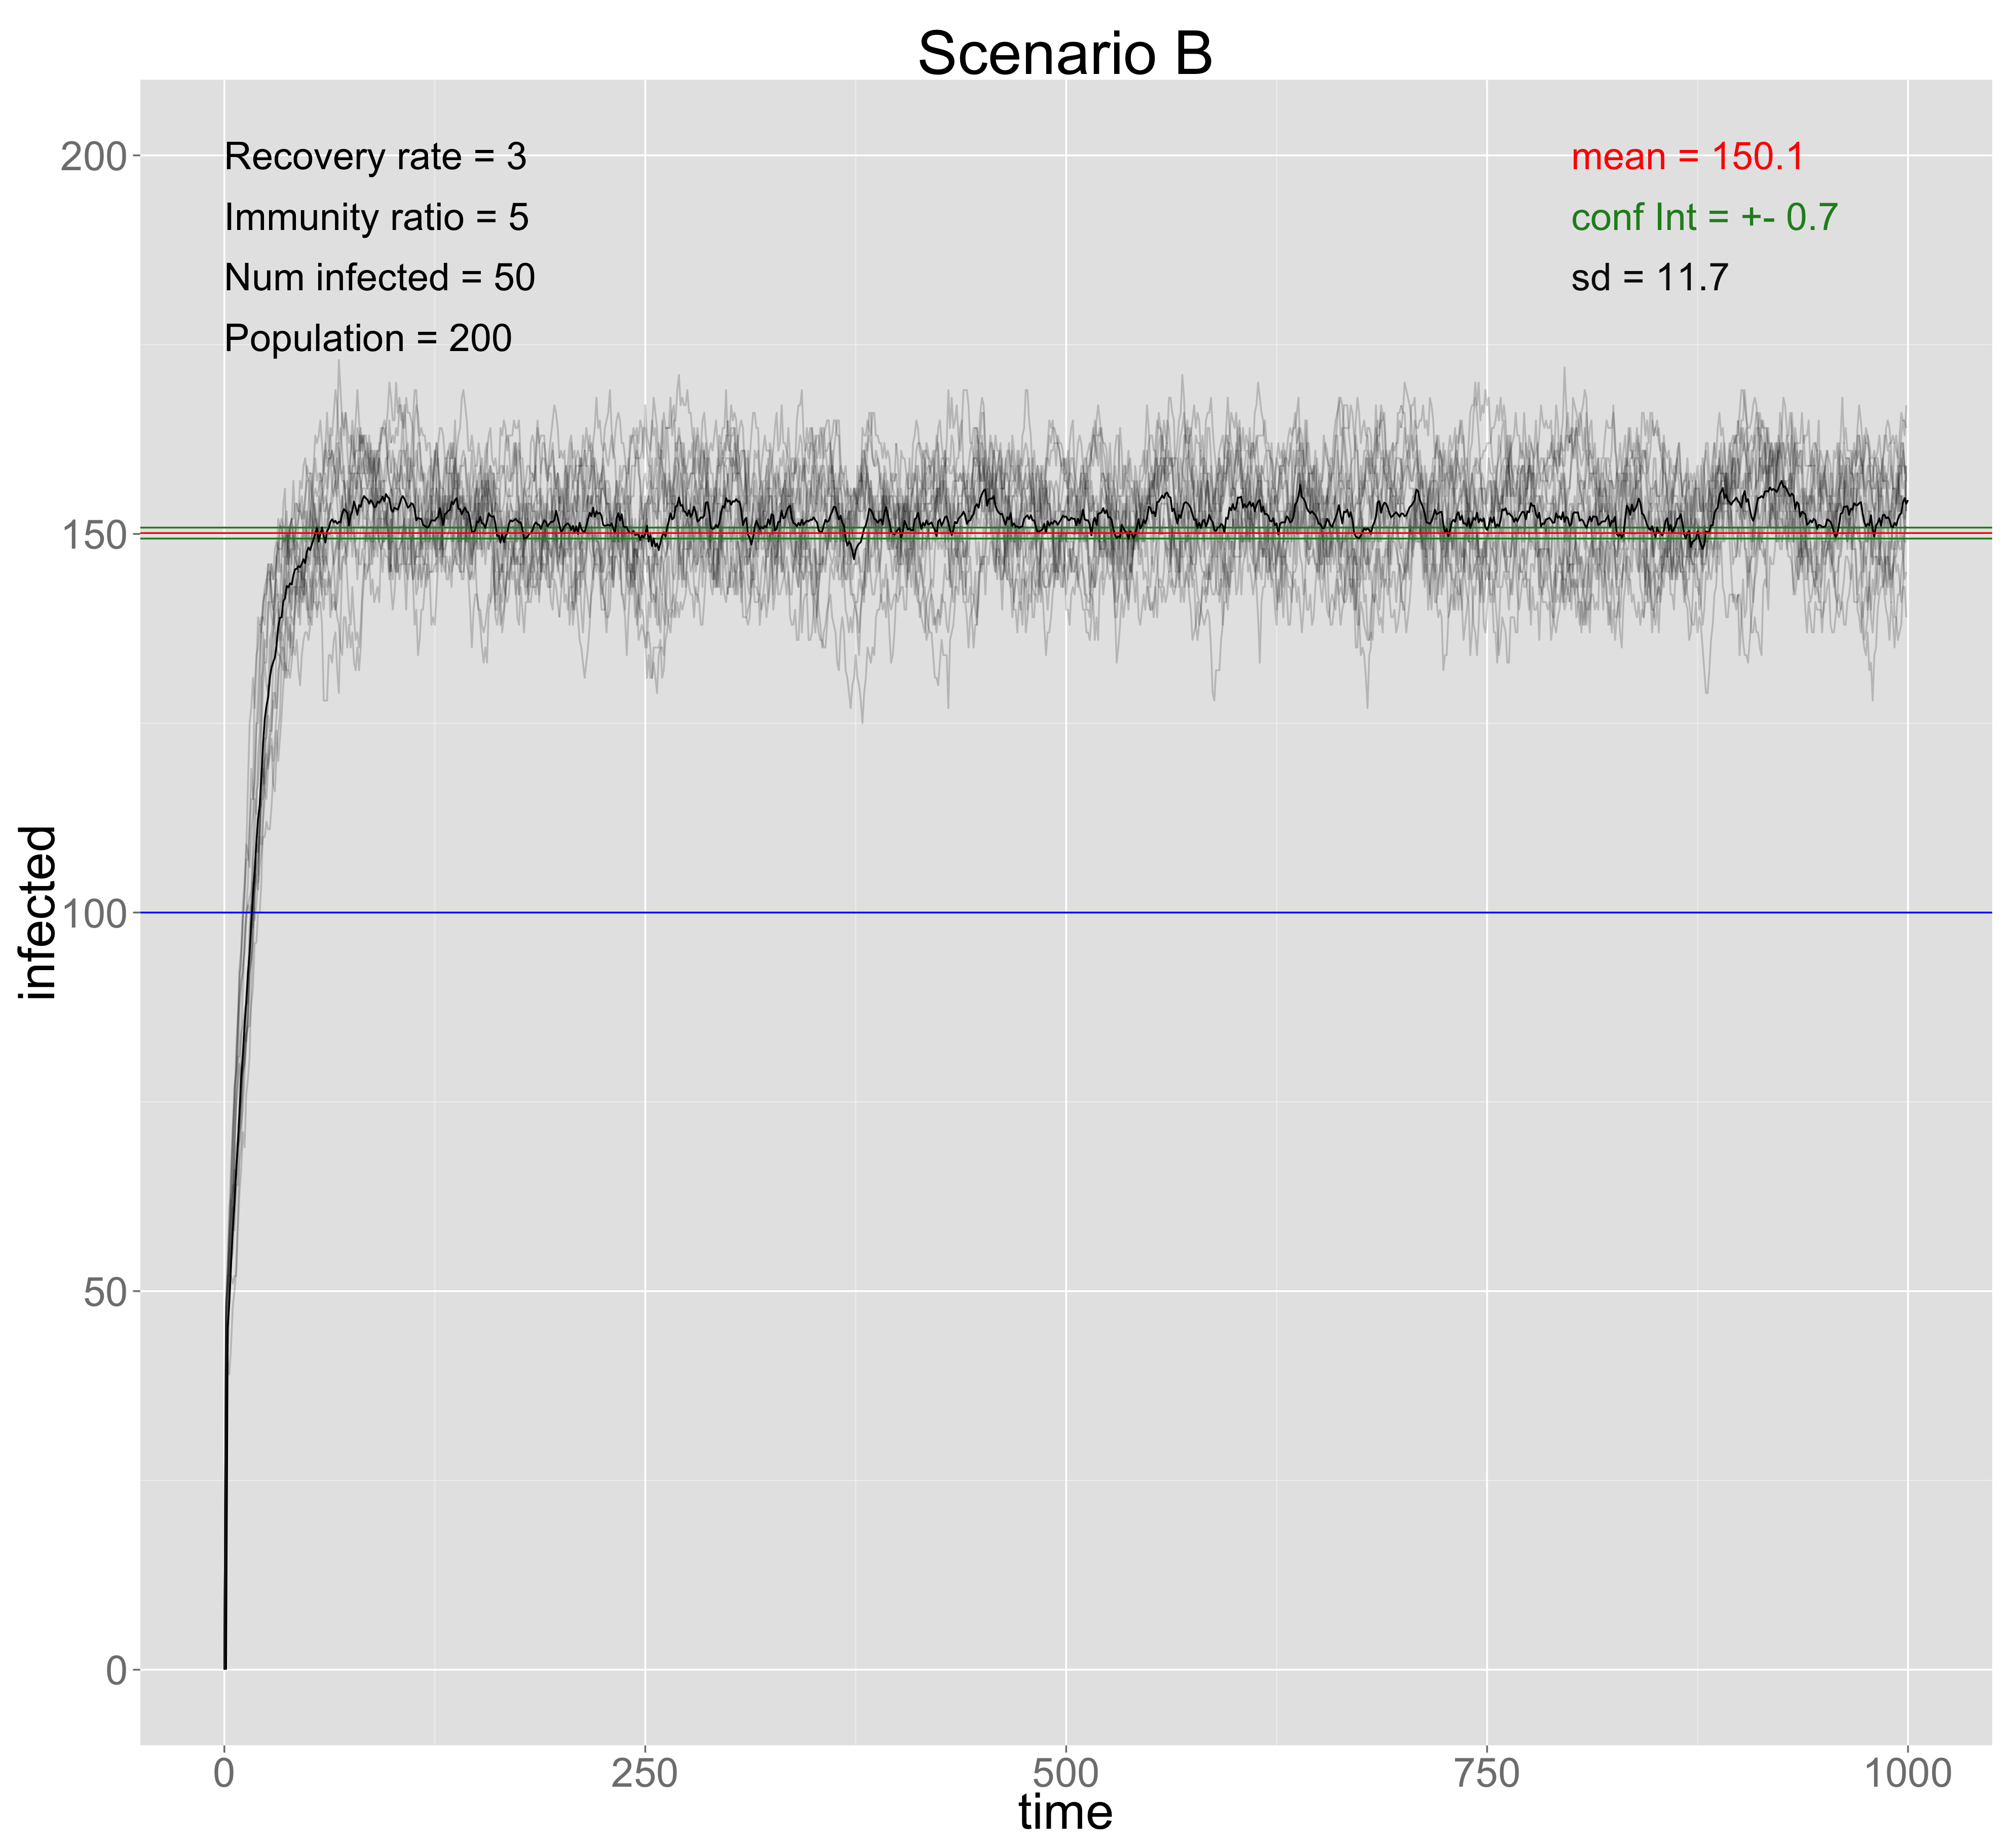 Scenario B
200
Recovery rate = 3
mean = 150.1
Immunity ratio = 5
conf Int = +- 0.7
Num infected = 50
sd = 11.7
Population = 200
150
100
infected
50
0
0 250 500 750 1000
time